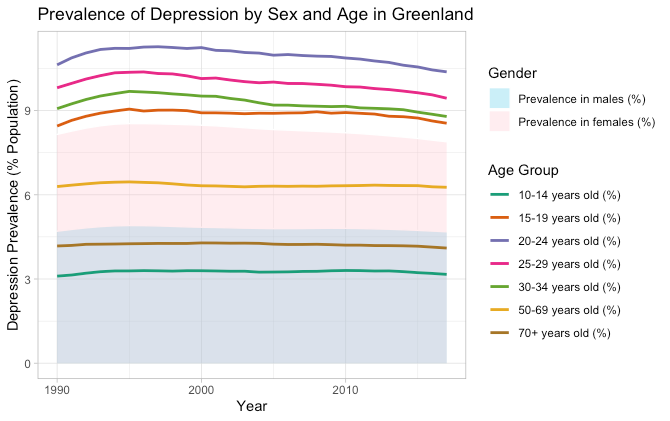 Prevalence of Depression by Sex and Age in Greenland
Depression Prevalence (% Population)
9
6
3
0
1990
2000
2010
Year
Gender
Prevalence in males (%)
Prevalence in females (%)
Age Group
10-14 years old (%)
15-19 years old (%)
20-24 years old (%)
25-29 years old (%)
30-34 years old (%)
50-69 years old (%)
70+ years old (%)